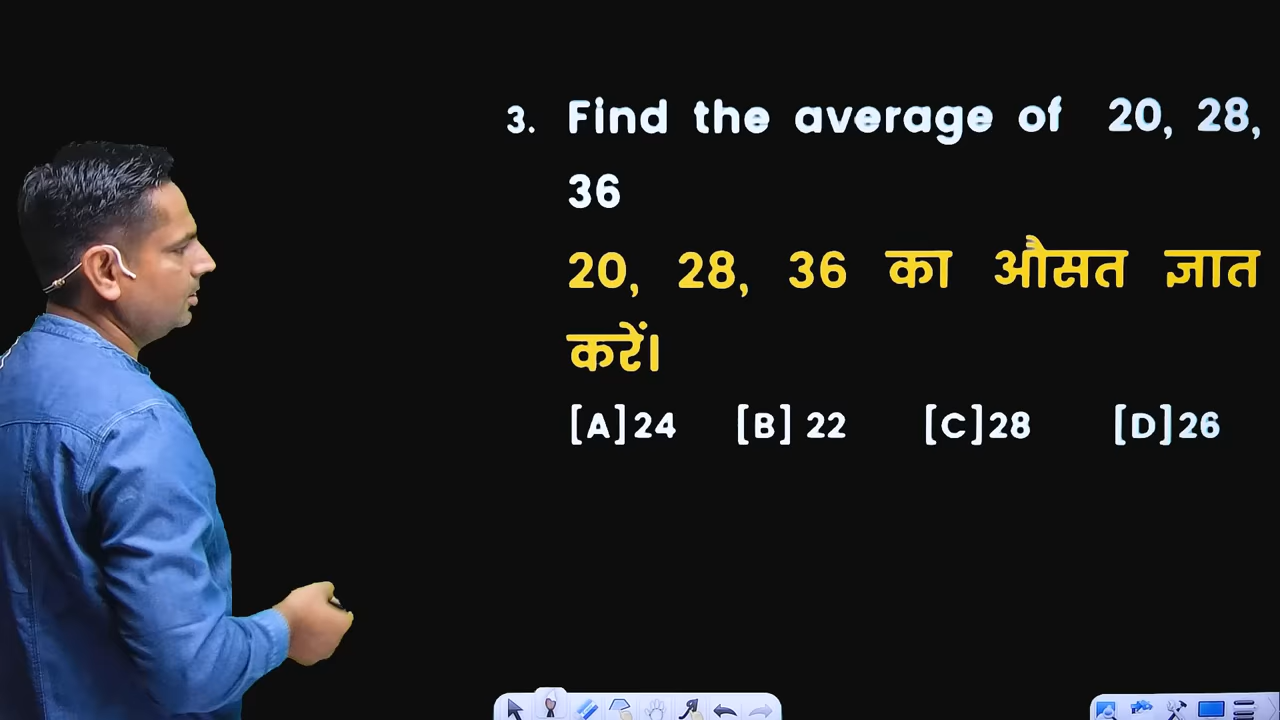 3. Find the average of 20, 28,
36
20, 28, 36 का औसत ज्ञात
करें।
[A]24 [B] 22 [C]28 [D]26